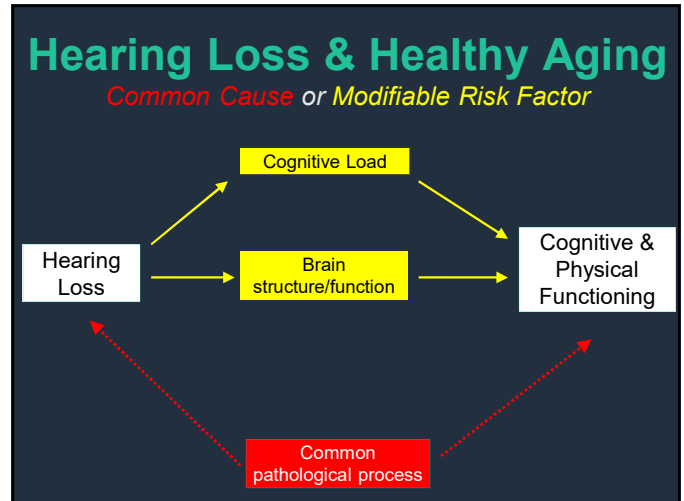 Hearing Loss & Healthy Aging
Common Cause or Modifiable Risk Factor
Cognitive Load
Hearing
Loss
Brain
structure/function
Cognitive &
Physical
Functioning
Common
pathological process